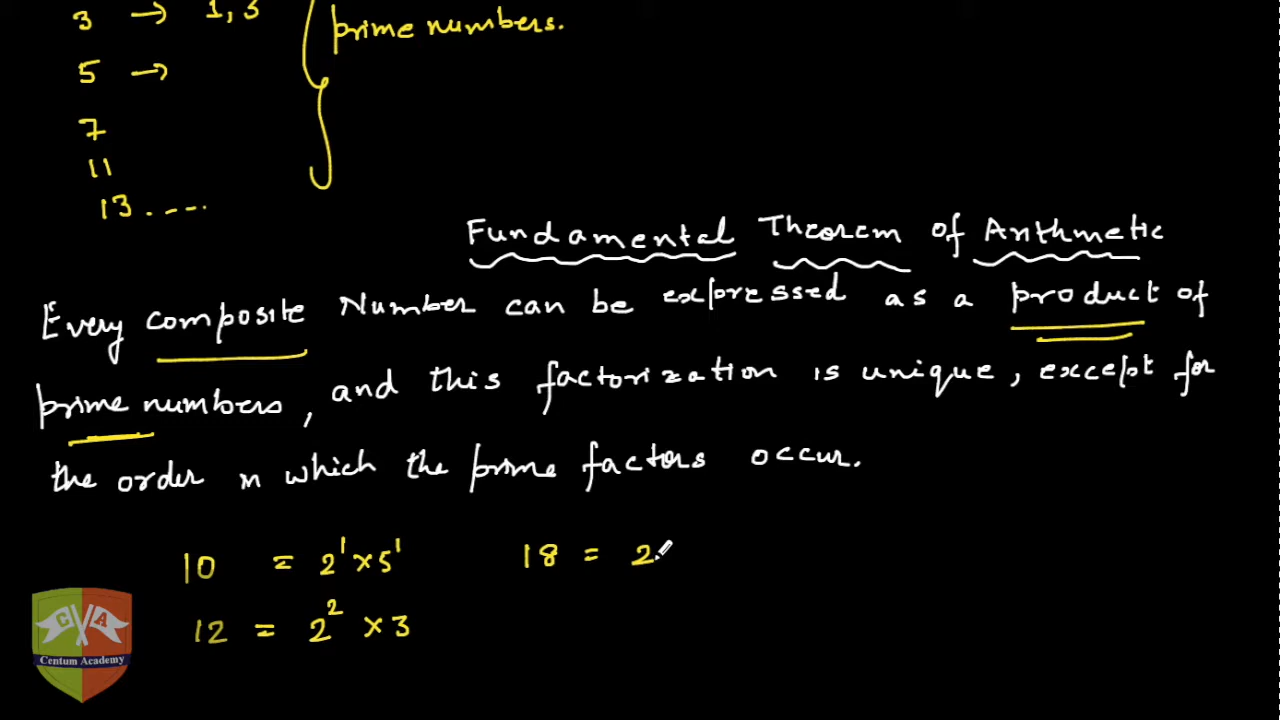 3 → 1, 3
prime numbers.
5 →
7
11
13 . - - - .
Fundamental Theorem of Arithmetic
Every composite Number can be expressed as a product of
prime numbers, and this factorization is unique, except for
the order in which the prime factors occur.
10 = 2¹ × 5¹
18 = 2
12 = 2² × 3
CA
Centum Academy